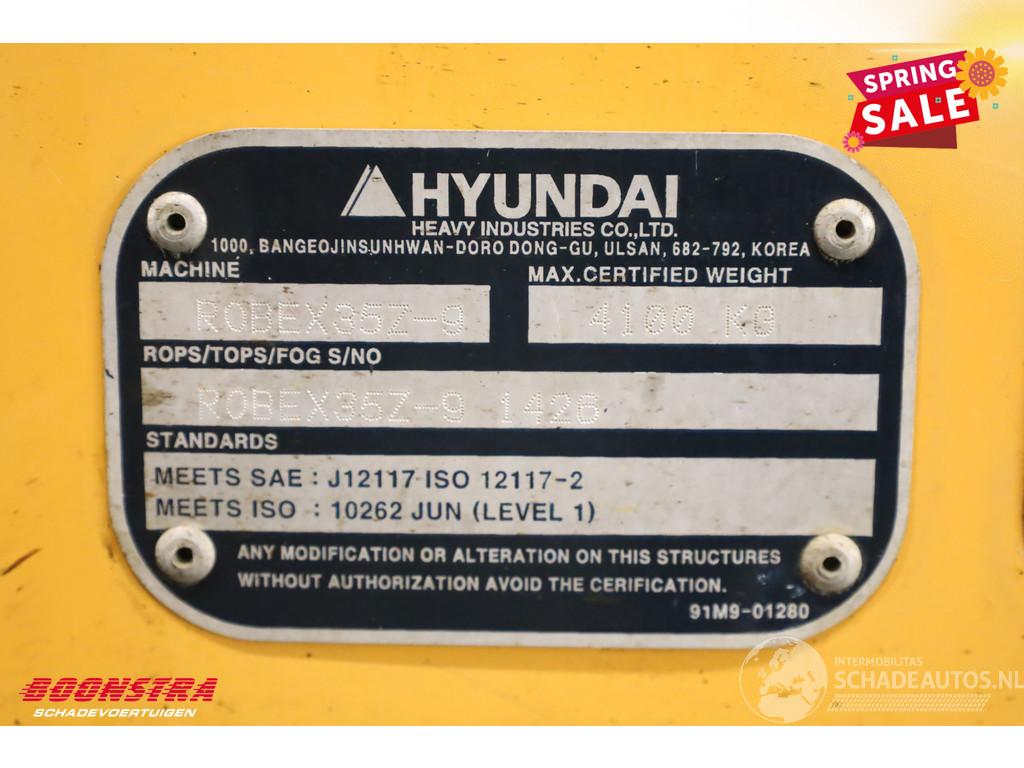 SPRING
SALE
HYUNDAI
HEAVY INDUSTRIES CO.,LTD.
1000, BANGEOJINSUNHWAN-DORO DONG-GU, ULSAN, 682-792, KOREA
MACHINE MAX.CERTIFIED WEIGHT
ROBEX35Z-9 4100 KG
ROPS/TOPS/FOG S/NO
ROBEX35Z-9 1426
STANDARDS
MEETS SAE : J12117 ISO 12117-2
MEETS ISO : 10262 JUN (LEVEL 1)
ANY MODIFICATION OR ALTERATION ON THIS STRUCTURES
WITHOUT AUTHORIZATION AVOID THE CERIFICATION.
91M9-01280
BOONSTRA
SCHADEVOERTUIGEN
INTERMOBILITAS
SCHADEAUTOS.NL